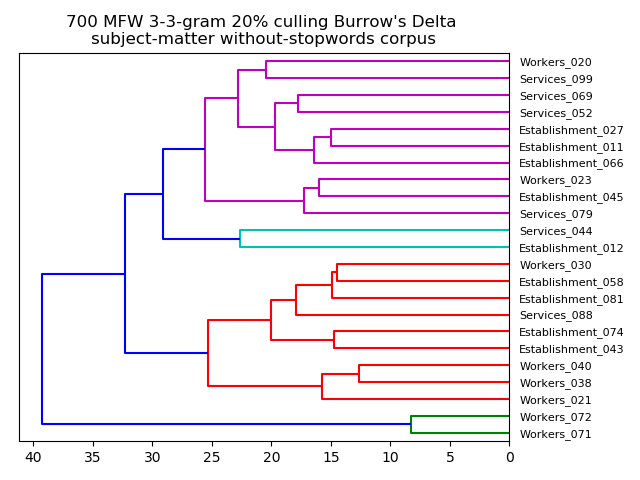 700 MFW 3-3-gram 20% culling Burrow's Delta
subject-matter without-stopwords corpus
Workers_020
Services_099
Services_069
Services_052
Establishment_027
Establishment_011
Establishment_066
Workers_023
Establishment_045
Services_079
Services_044
Establishment_012
Workers_030
Establishment_058
Establishment_081
Services_088
Establishment_074
Establishment_043
Workers_040
Workers_038
Workers_021
Workers_072
Workers_071
40 35 30 25 20 15 10 5 0